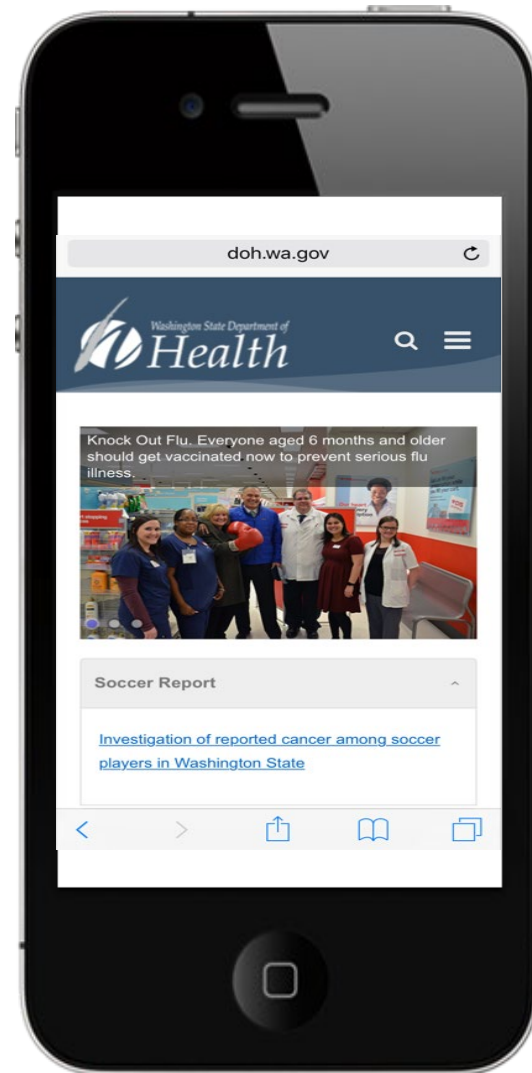 doh.wa.gov
Washington State Department of
Health
Knock Out Flu. Everyone aged 6 months and older
should get vaccinated now to prevent serious flu
illness.
Soccer Report
Investigation of reported cancer among soccer
players in Washington State